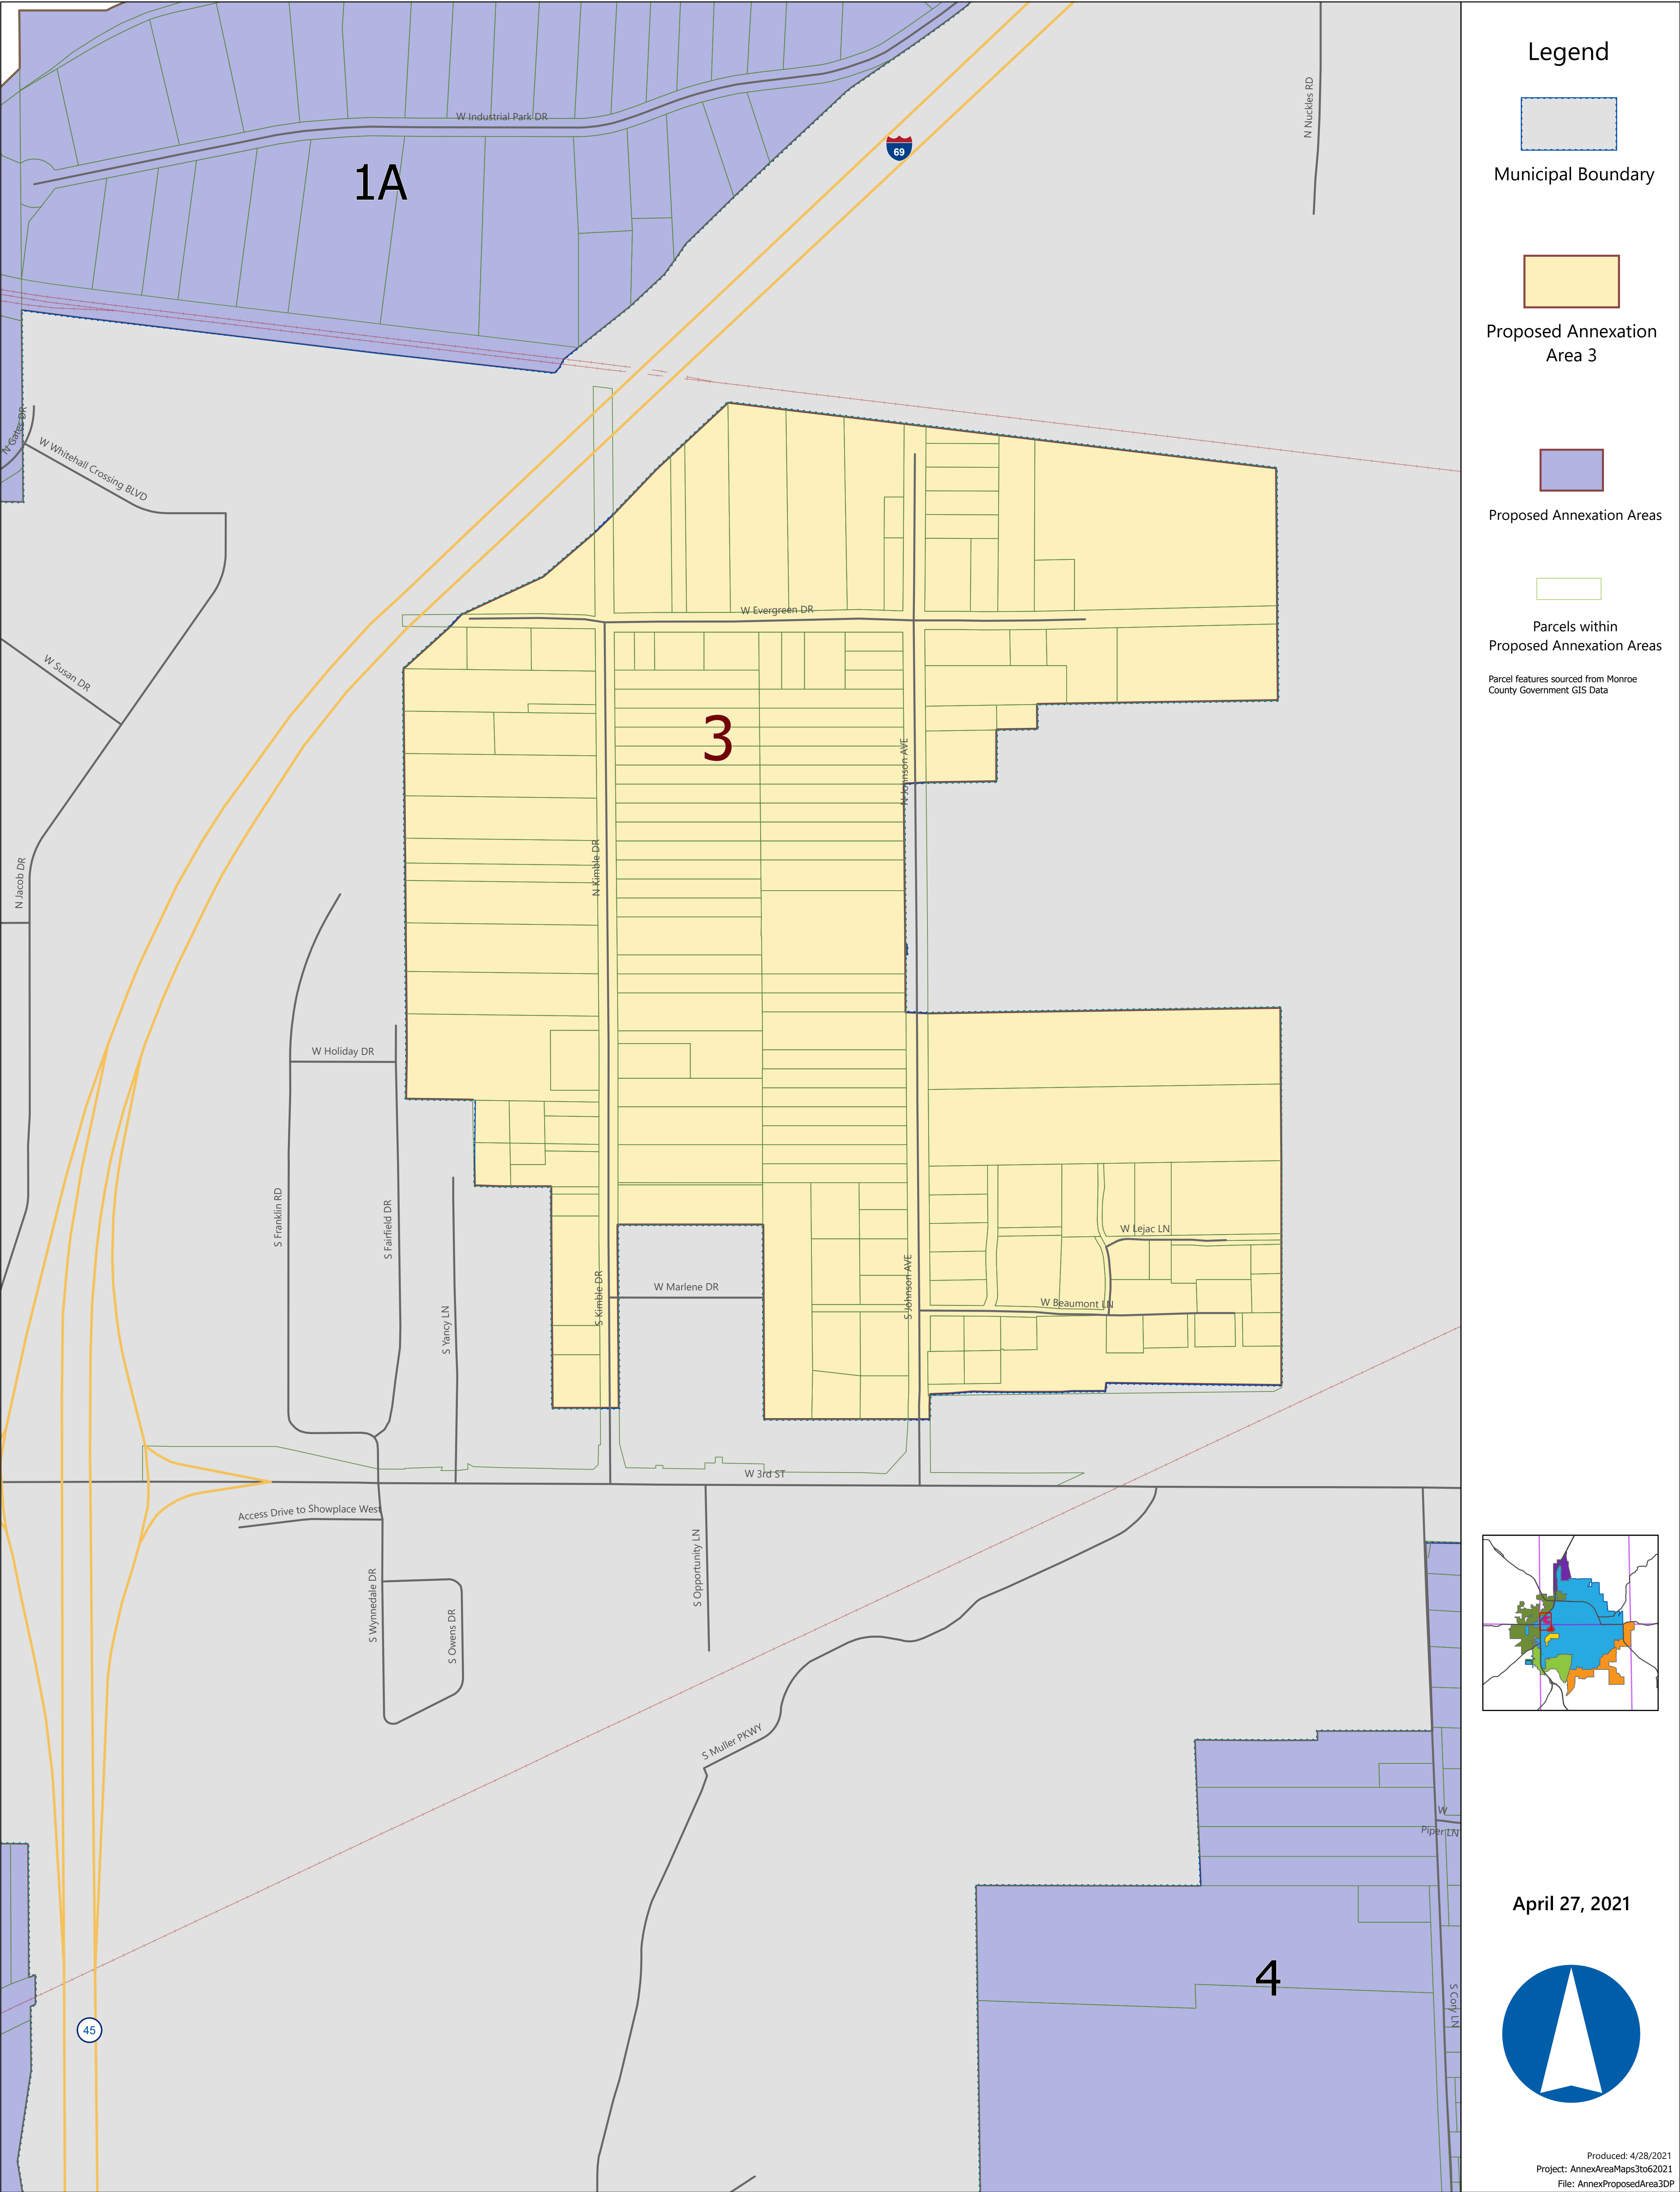 Legend
Municipal Boundary
Proposed Annexation
Area 3
Proposed Annexation Areas
Parcels within
Proposed Annexation Areas
Parcel features sourced from Monroe
County Government GIS Data
April 27, 2021
Produced: 4/28/2021
Project: AnnexAreaMaps3to62021
File: AnnexProposedArea3DP
W Industrial Park DR
1A
69
N Nuckles RD
N Gates DR
W Whitehall Crossing BLVD
W Susan DR
N Jacob DR
W Evergreen DR
3
N Johnson AVE
N Kimble DR
W Holiday DR
S Franklin RD
S Fairfield DR
S Yancy LN
S Kimble DR
W Marlene DR
S Johnson AVE
W Lejac LN
W Beaumont LN
W 3rd ST
Access Drive to Showplace West
S Wynnedale DR
S Owens DR
S Opportunity LN
S Muller PKWY
W
Piper LN
4
S Cory LN
45